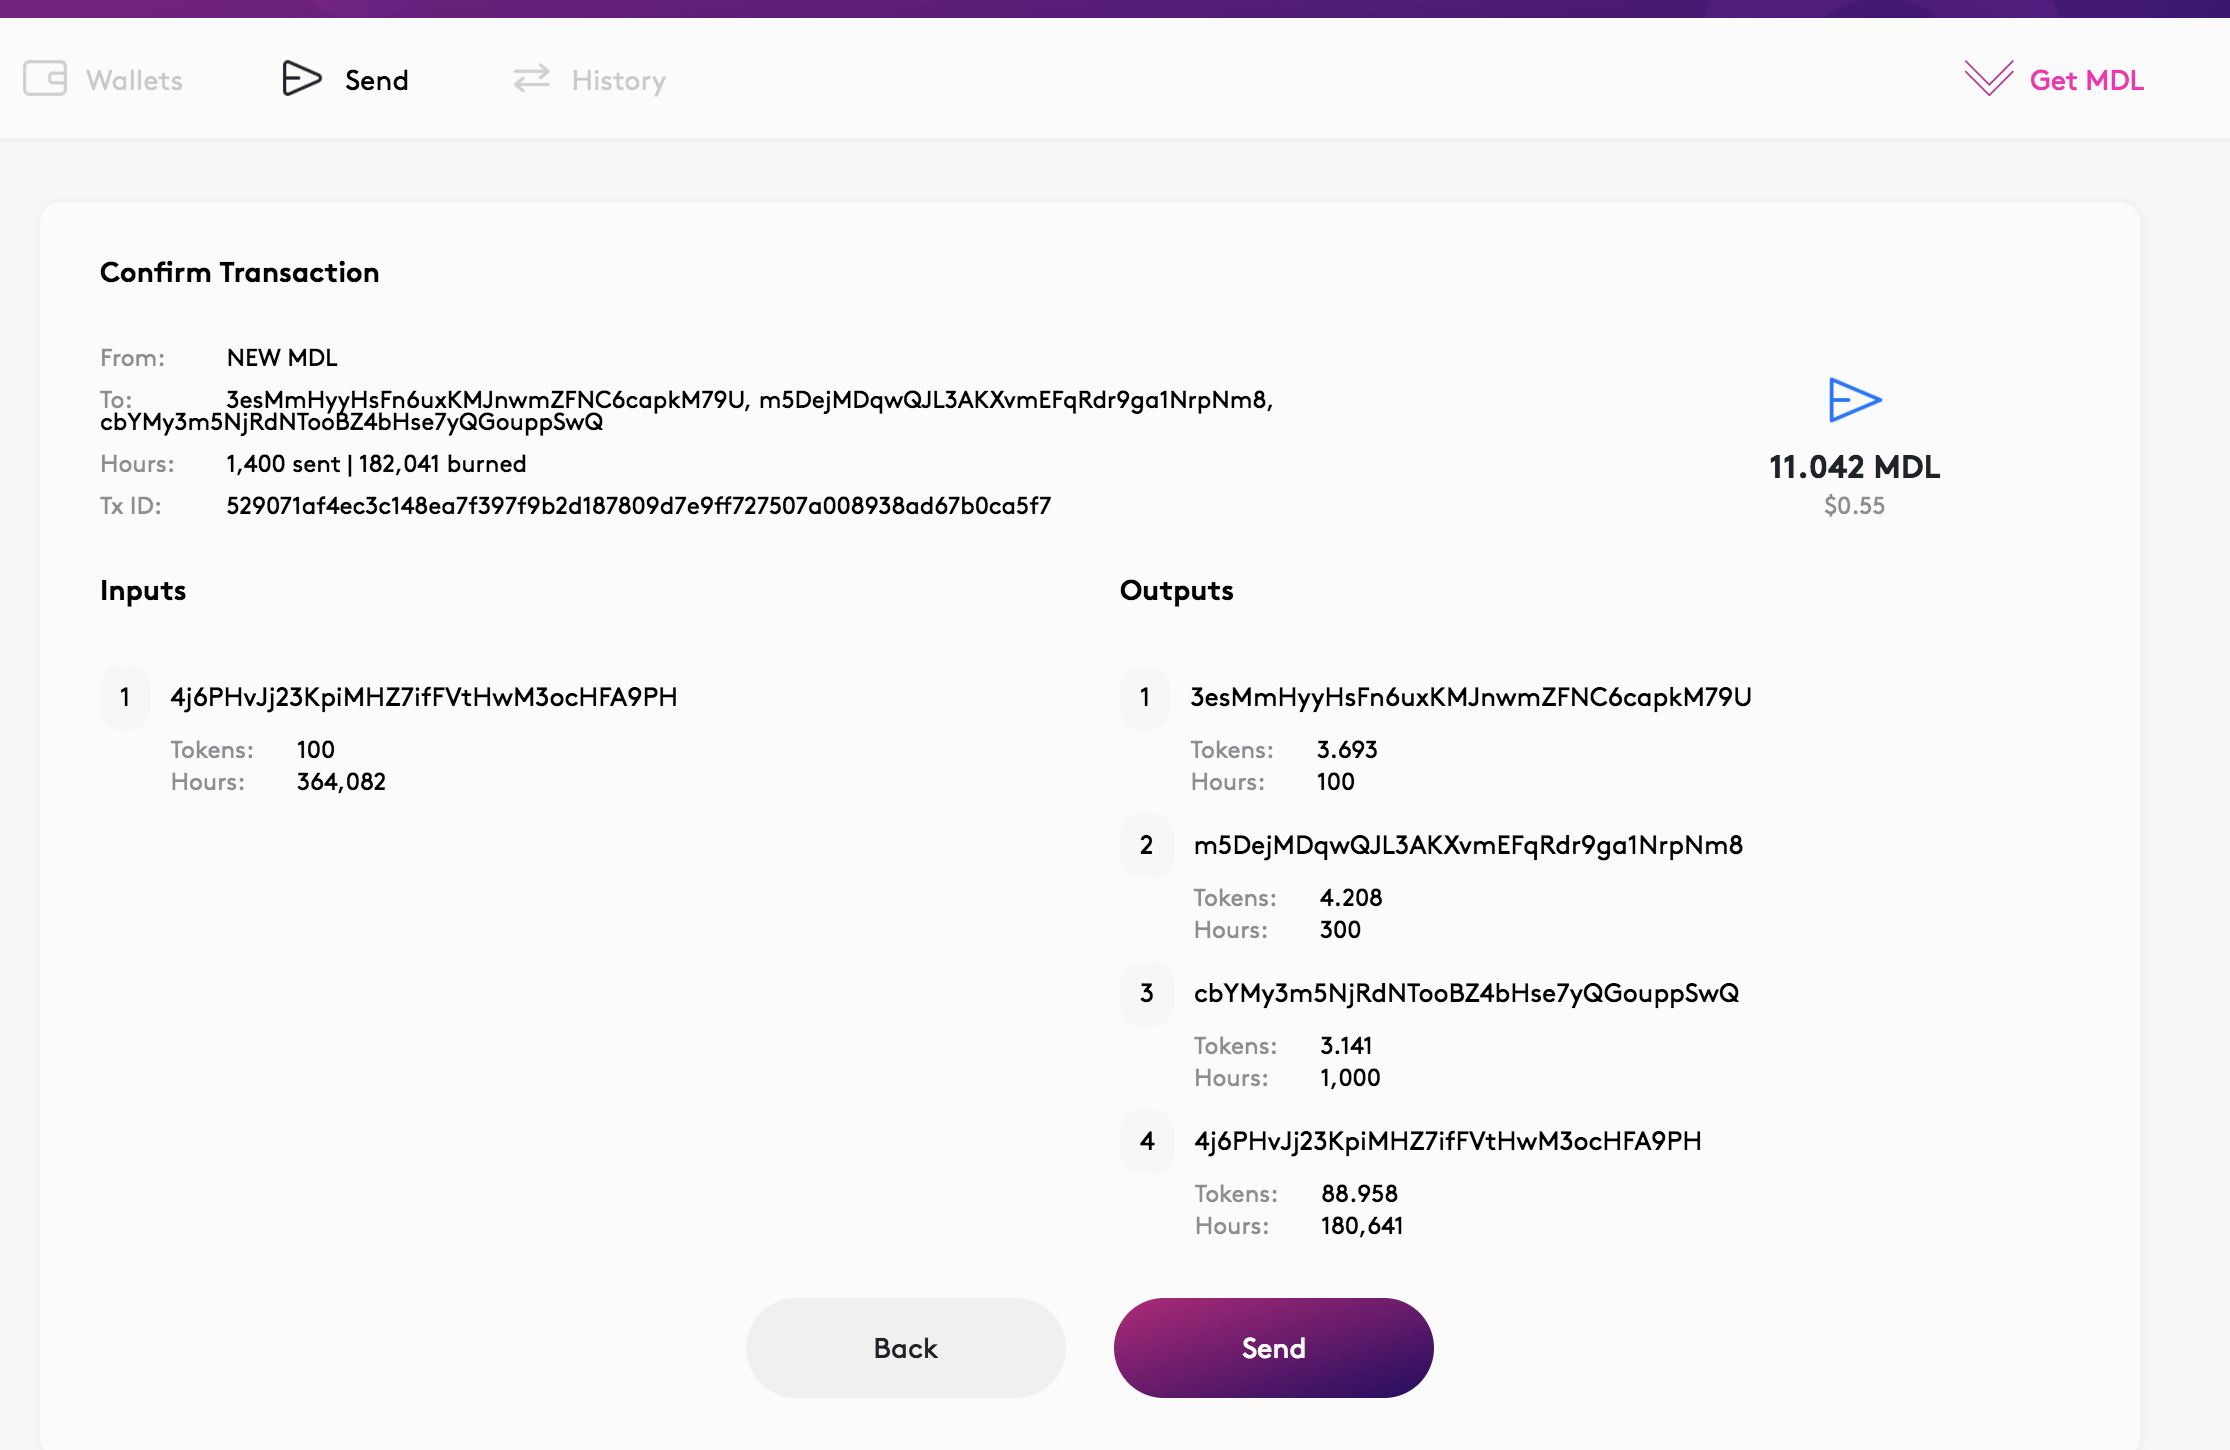 Wallets
Send
History
Get MDL
Confirm Transaction
From: NEW MDL
To: 3esMmHyyHsFn6uxKMJnwmZFNC6capkM79U, m5DejMDqwQJL3AKXvmEFqRdr9ga1NrpNm8,
cbYMy3m5NjRdNTooBZ4bHse7yQGouppSwQ
Hours: 1,400 sent | 182,041 burned
Tx ID: 529071af4ec3c148ea7f397f9b2d187809d7e9ff727507a008938ad67b0ca5f7
11.042 MDL
$0.55
Inputs
1 4j6PHvJj23KpiMHZ7ifFVtHwM3ocHFA9PH
Tokens: 100
Hours: 364,082
Outputs
1 3esMmHyyHsFn6uxKMJnwmZFNC6capkM79U
Tokens: 3.693
Hours: 100
2 m5DejMDqwQJL3AKXvmEFqRdr9ga1NrpNm8
Tokens: 4.208
Hours: 300
3 cbYMy3m5NjRdNTooBZ4bHse7yQGouppSwQ
Tokens: 3.141
Hours: 1,000
4 4j6PHvJj23KpiMHZ7ifFVtHwM3ocHFA9PH
Tokens: 88.958
Hours: 180,641
Back
Send